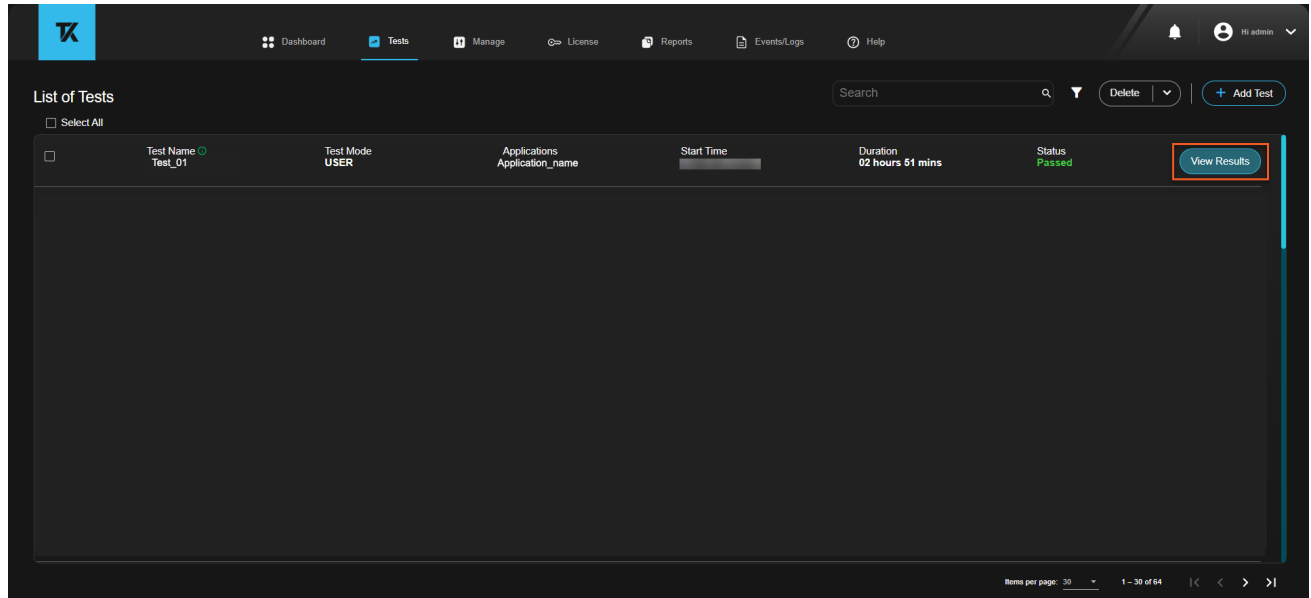 TK
Dashboard Tests Manage License Reports Events/Logs Help Hi admin
List of Tests Search Delete + Add Test
Select All
Test Name Test Mode Applications Start Time Duration Status
Test_01 USER Application_name 02 hours 51 mins Passed View Results
Items per page: 30 1 – 30 of 64